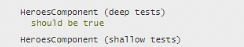 HeroesComponent (deep tests)
should be true
HeroesComponent (shallow tests)